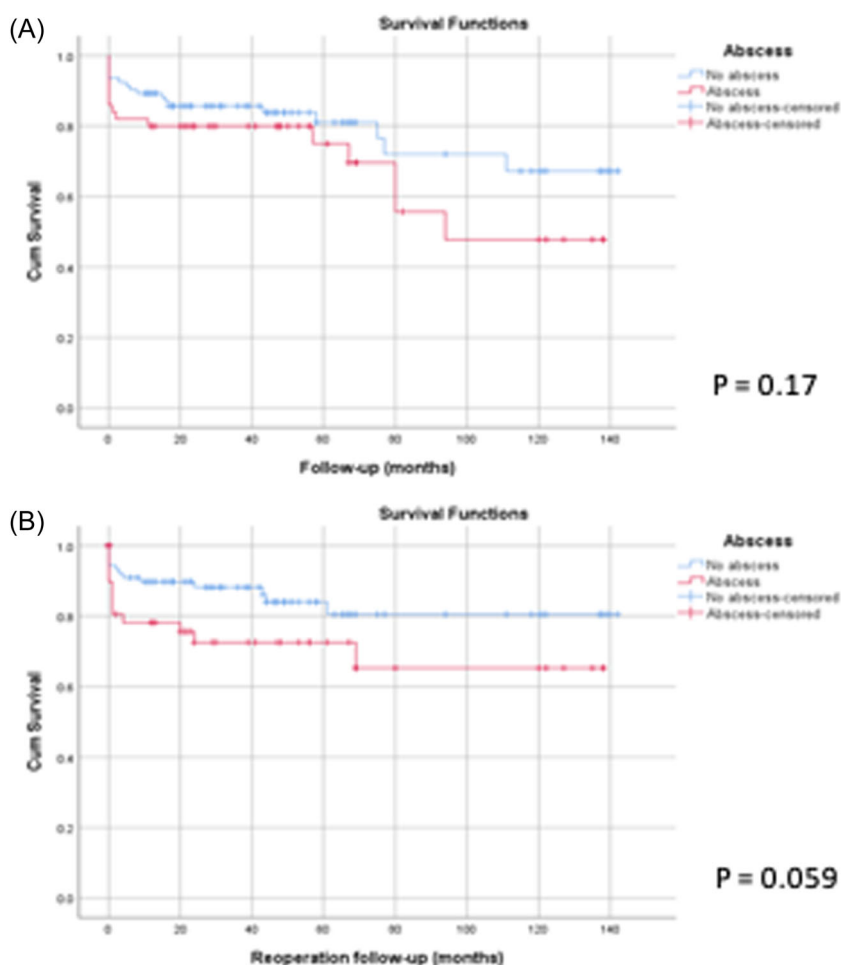 (A)
Survival Functions
Abscess
No abscess
Abscess
No abscess-censored
Abscess-censored
1.0
0.8
0.6
0.4
0.2
0.0
Cum Survival
0 20 40 60 80 100 120 140
Follow-up (months)
P = 0.17
(B)
Survival Functions
Abscess
No abscess
Abscess
No abscess-censored
Abscess-censored
1.0
0.8
0.6
0.4
0.2
0.0
Cum Survival
0 20 40 60 80 100 120 140
Reoperation follow-up (months)
P = 0.059